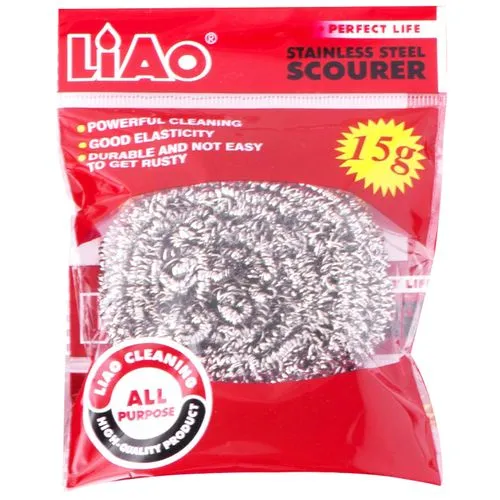 LiAO®
PERFECT LIFE
STAINLESS STEEL
SCOURER
POWERFUL CLEANING
GOOD ELASTICITY
DURABLE AND NOT EASY
TO GET RUSTY
15g
LIAO CLEANING
ALL
PURPOSE
HIGH-QUALITY PRODUCT